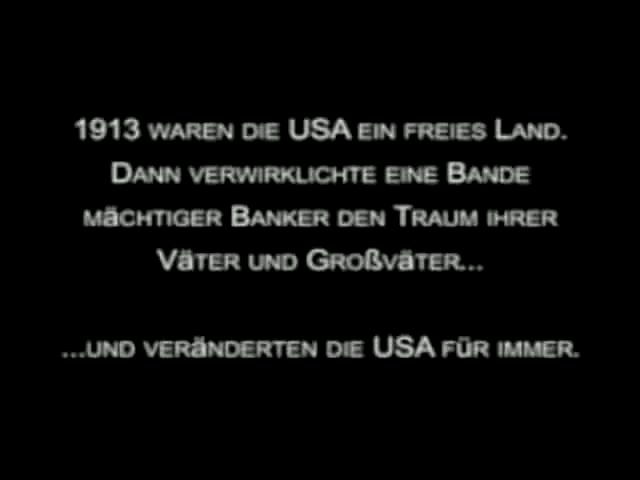 1913 waren die USA ein freies Land.
Dann verwirklichte eine Bande
mächtiger Banker den Traum ihrer
Väter und Großväter...
...und veränderten die USA für immer.